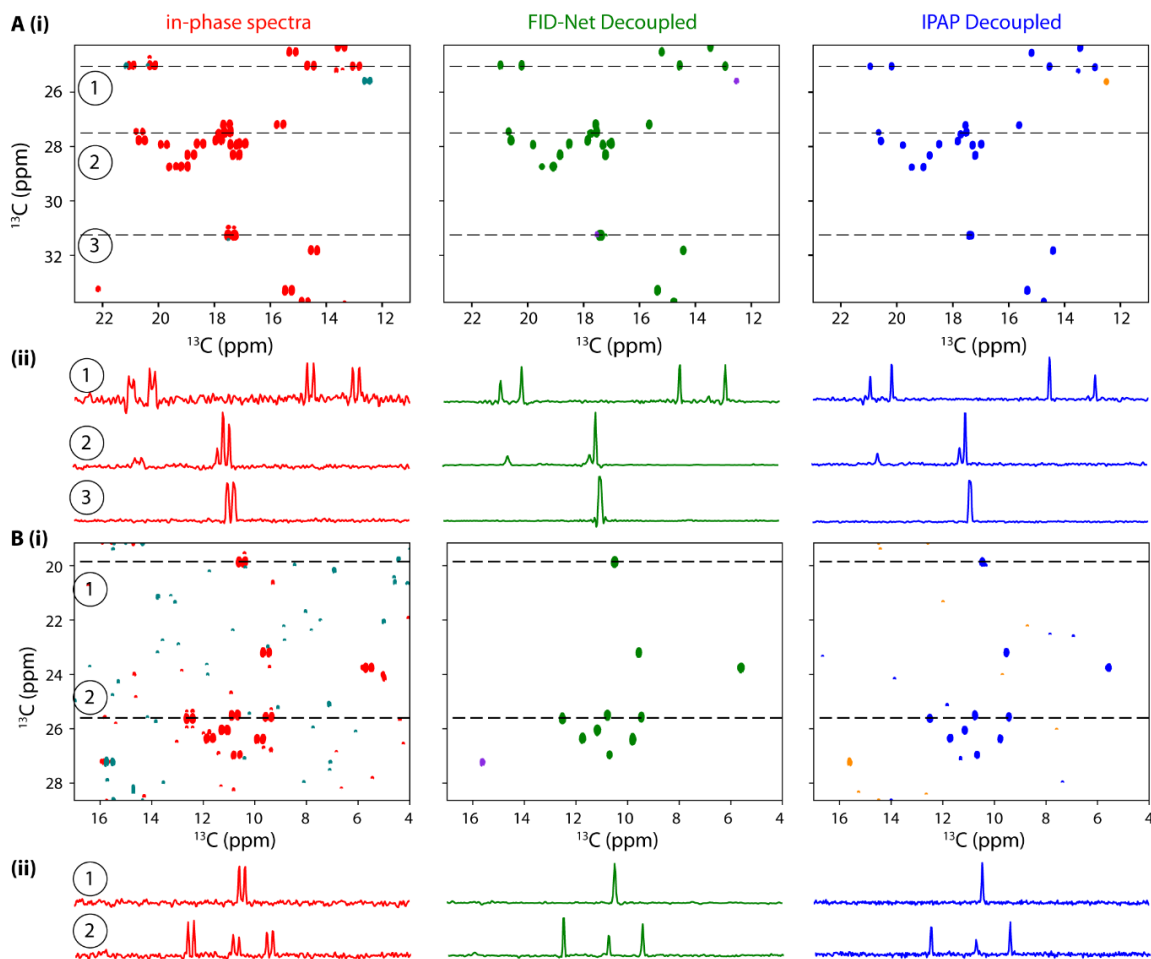 A (i) in-phase spectra FID-Net Decoupled IPAP Decoupled
1
26
2
28
30
3
32
¹³C (ppm)
22 20 18 16 14 12
22 20 18 16 14 12
22 20 18 16 14 12
¹³C (ppm) ¹³C (ppm) ¹³C (ppm)
(ii)
1
2
3
B (i)
20
1
22
24
2
26
28
¹³C (ppm)
16 14 12 10 8 6 4
16 14 12 10 8 6 4
16 14 12 10 8 6 4
¹³C (ppm) ¹³C (ppm) ¹³C (ppm)
(ii)
1
2